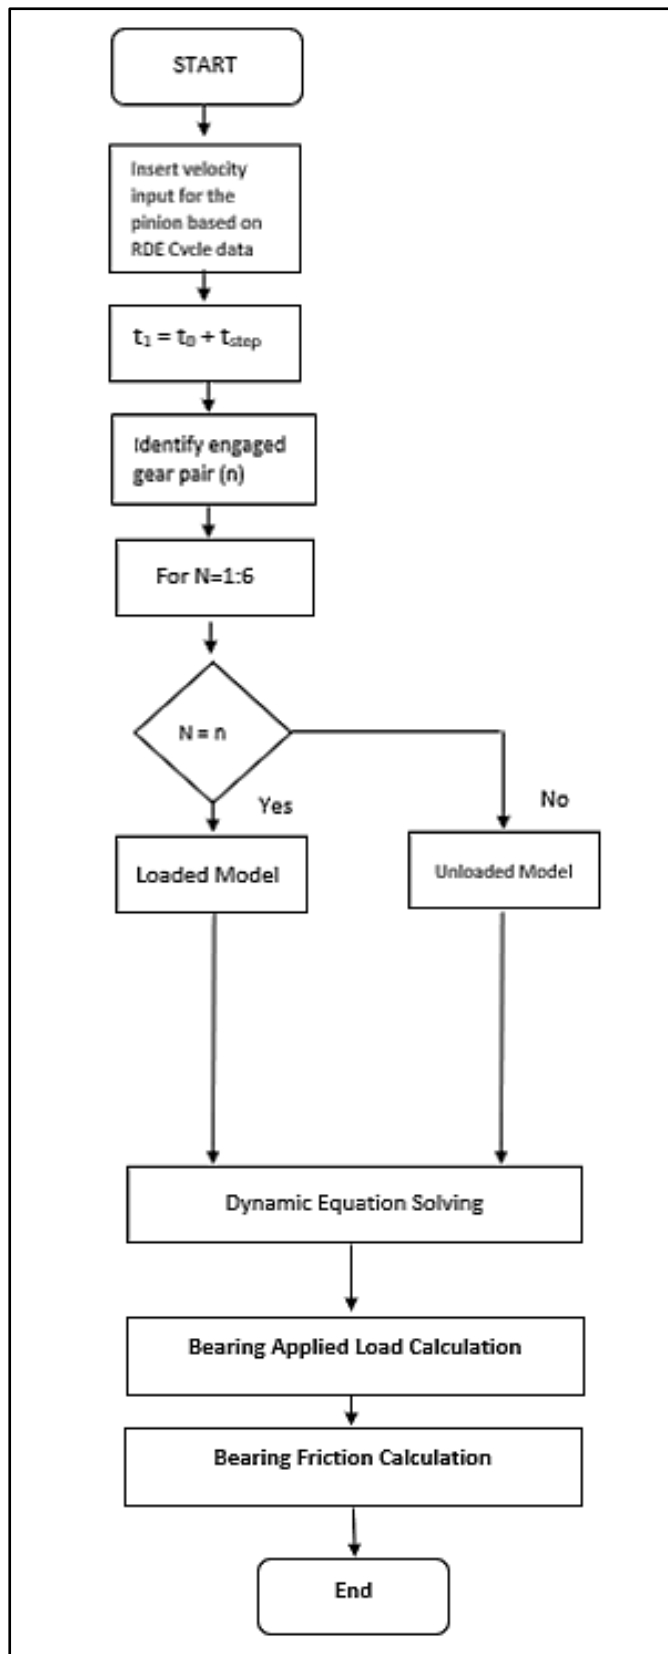 START
Insert velocity
input for the
pinion based on
RDE Cvcle data
t₁ = t₀ + tstep
Identify engaged
gear pair (n)
For N=1:6
N = n
Yes
No
Loaded Model
Unloaded Model
Dynamic Equation Solving
Bearing Applied Load Calculation
Bearing Friction Calculation
End